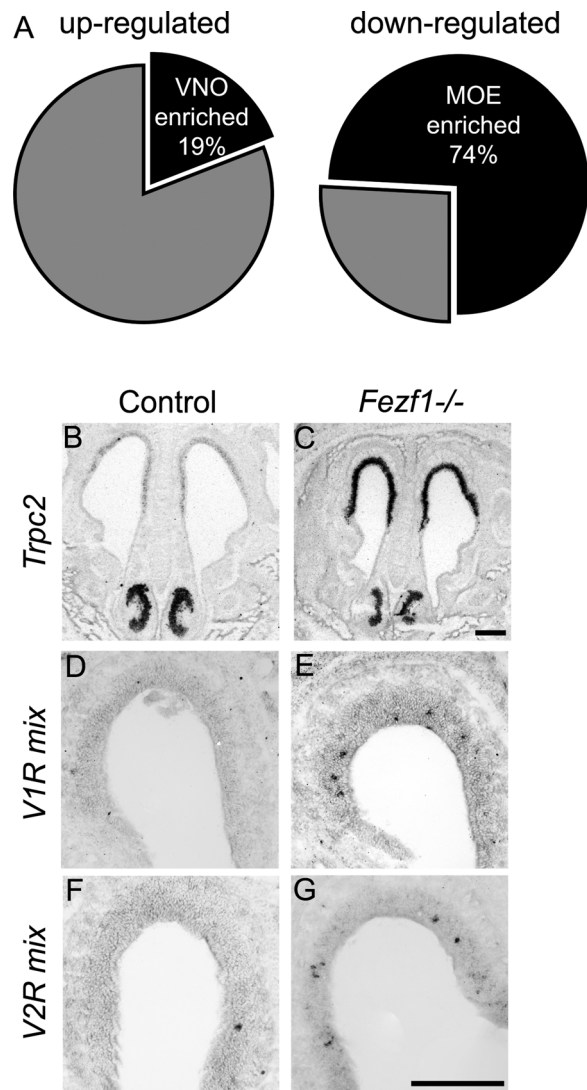 A
up-regulated
down-regulated
VNO
enriched
19%
MOE
enriched
74%
Control
Fezf1-/-
Trpc2
B
C
V1R mix
D
E
V2R mix
F
G